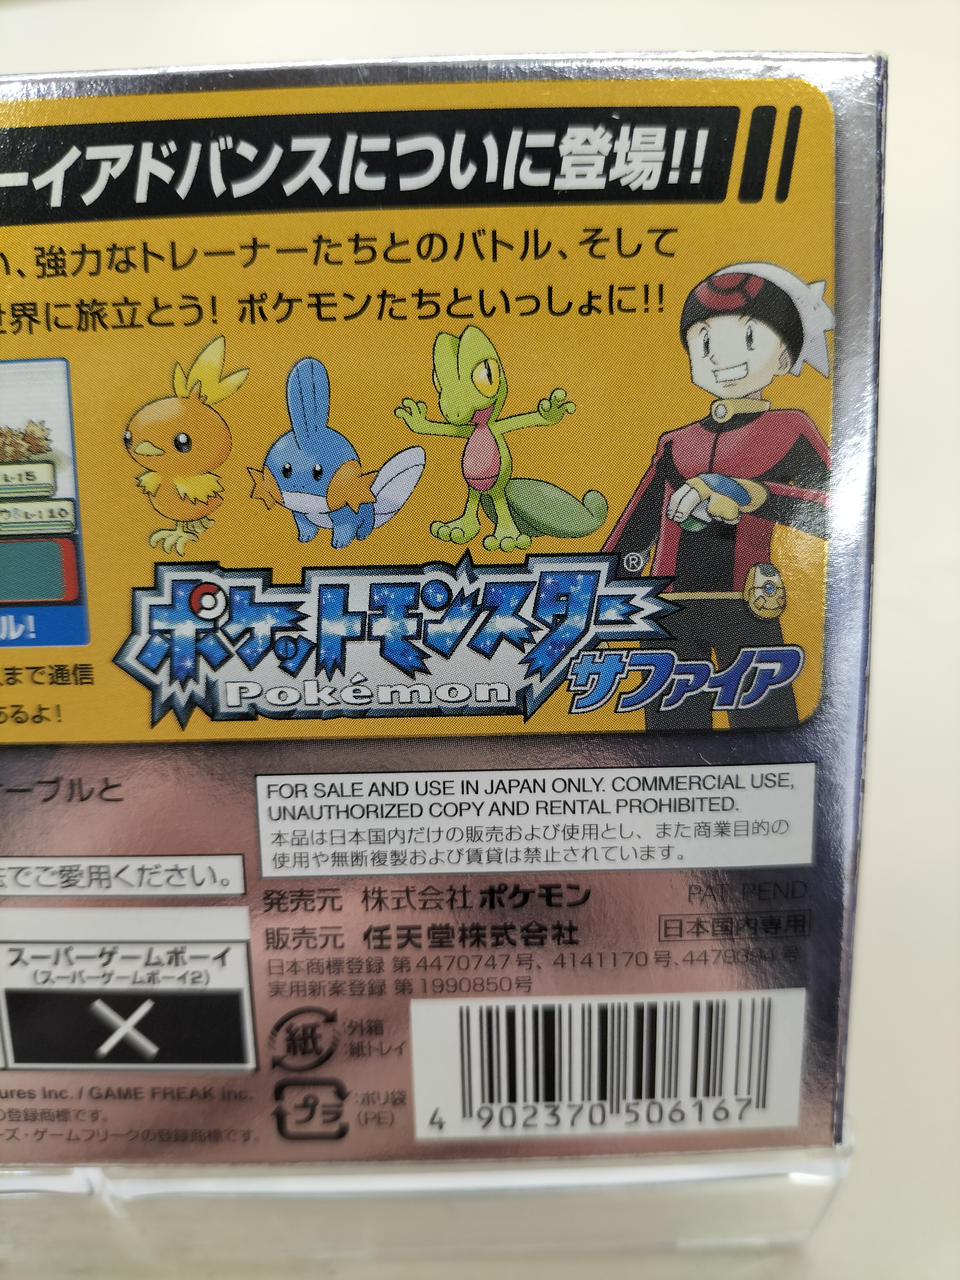 ーイアドバンスについに登場!!
い、強力なトレーナーたちとのバトル、そして
世界に旅立とう! ポケモンたちといっしょに!!
L15
L10
ル!
まで通信
あるよ!
ポケットモンスター®
Pokémon
サファイア
ーブルと
FOR SALE AND USE IN JAPAN ONLY. COMMERCIAL USE,
UNAUTHORIZED COPY AND RENTAL PROHIBITED.
本品は日本国内だけの販売および使用とし、また商業目的の
使用や無断複製および賃貸は禁止されています。
でご愛用ください。
発売元 株式会社ポケモン
PAT. PEND
販売元 任天堂株式会社
日本国内専用
日本商標登録 第4470747号、4141170号、
実用新案登録 第1990850号
スーパーゲームボーイ
(スーパーゲームボーイ2)
紙
:外箱
:紙トレイ
プラ
:ポリ袋
(PE)
ures Inc. / GAME FREAK inc.
の登録商標です。
ーズ・ゲームフリークの登録商標です。
4 902370 506167